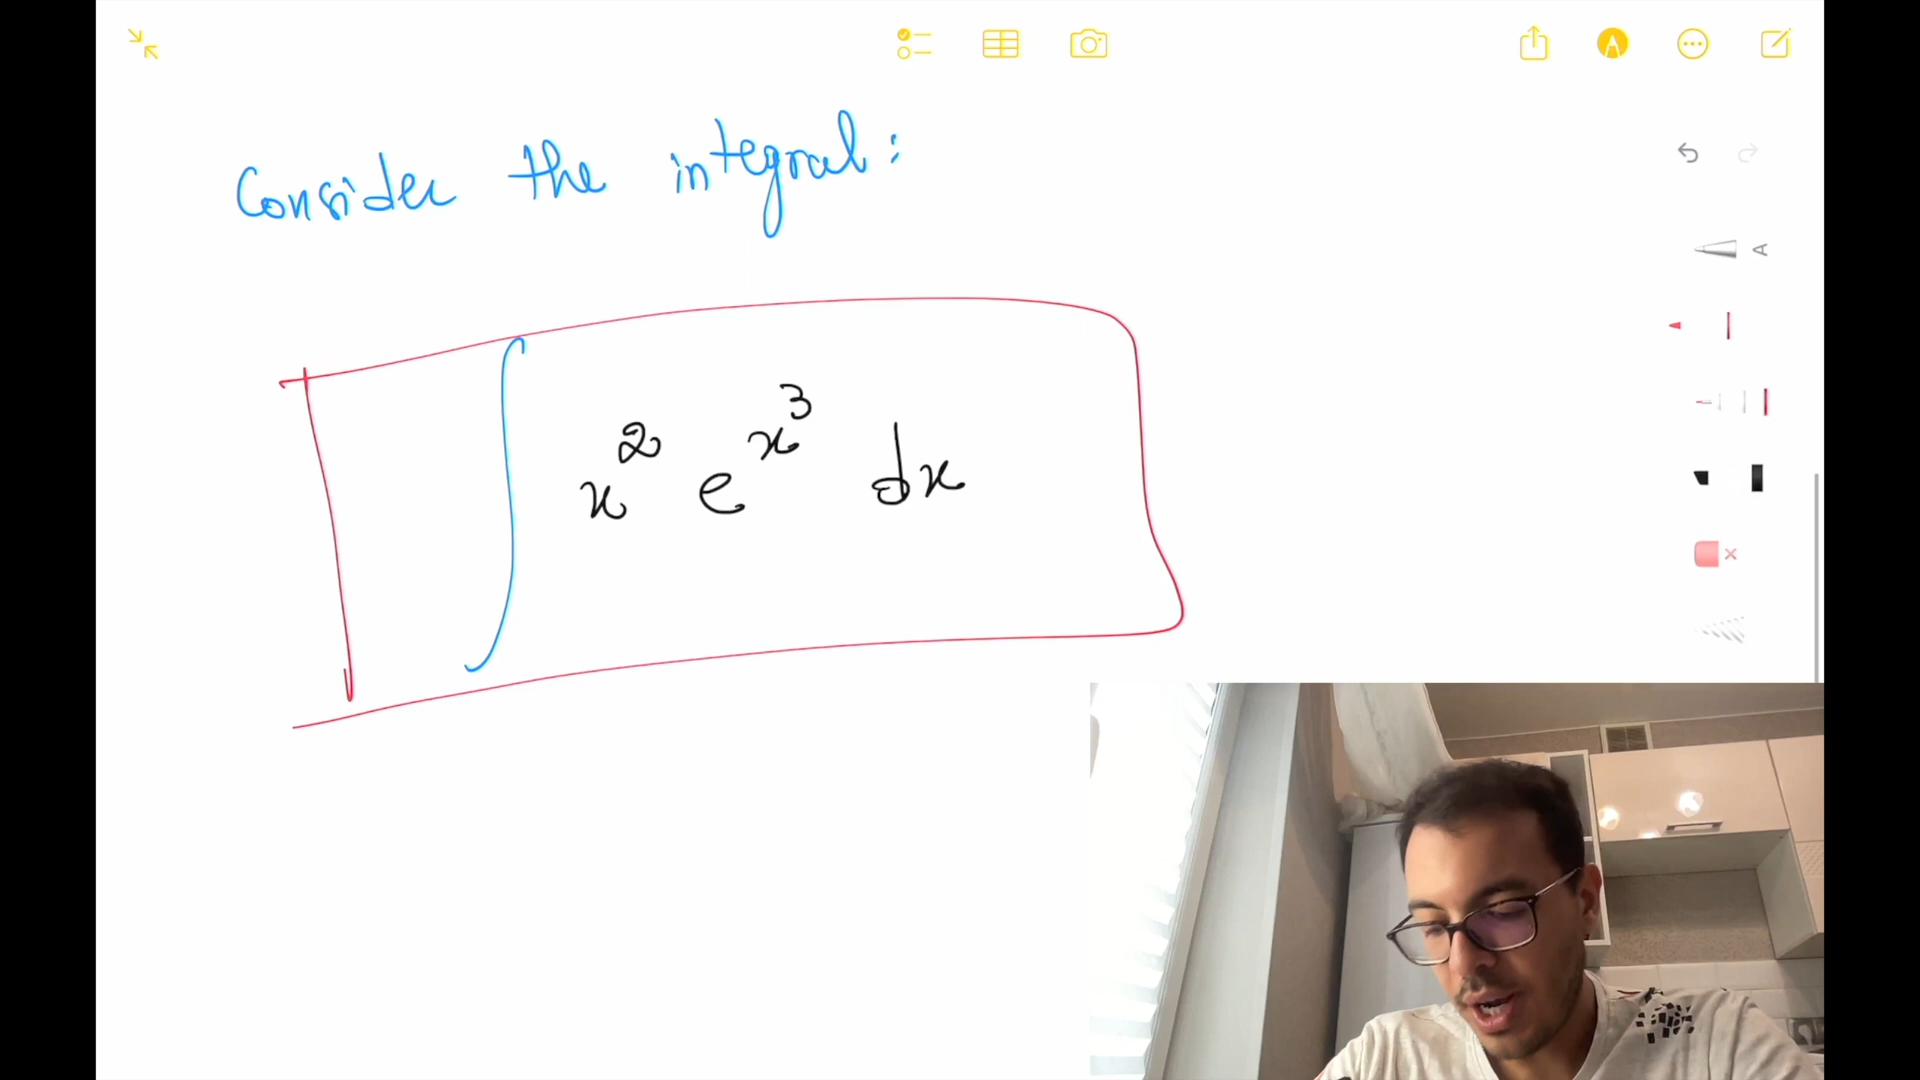 Consider the integral:
∫ x² e^x³ dx